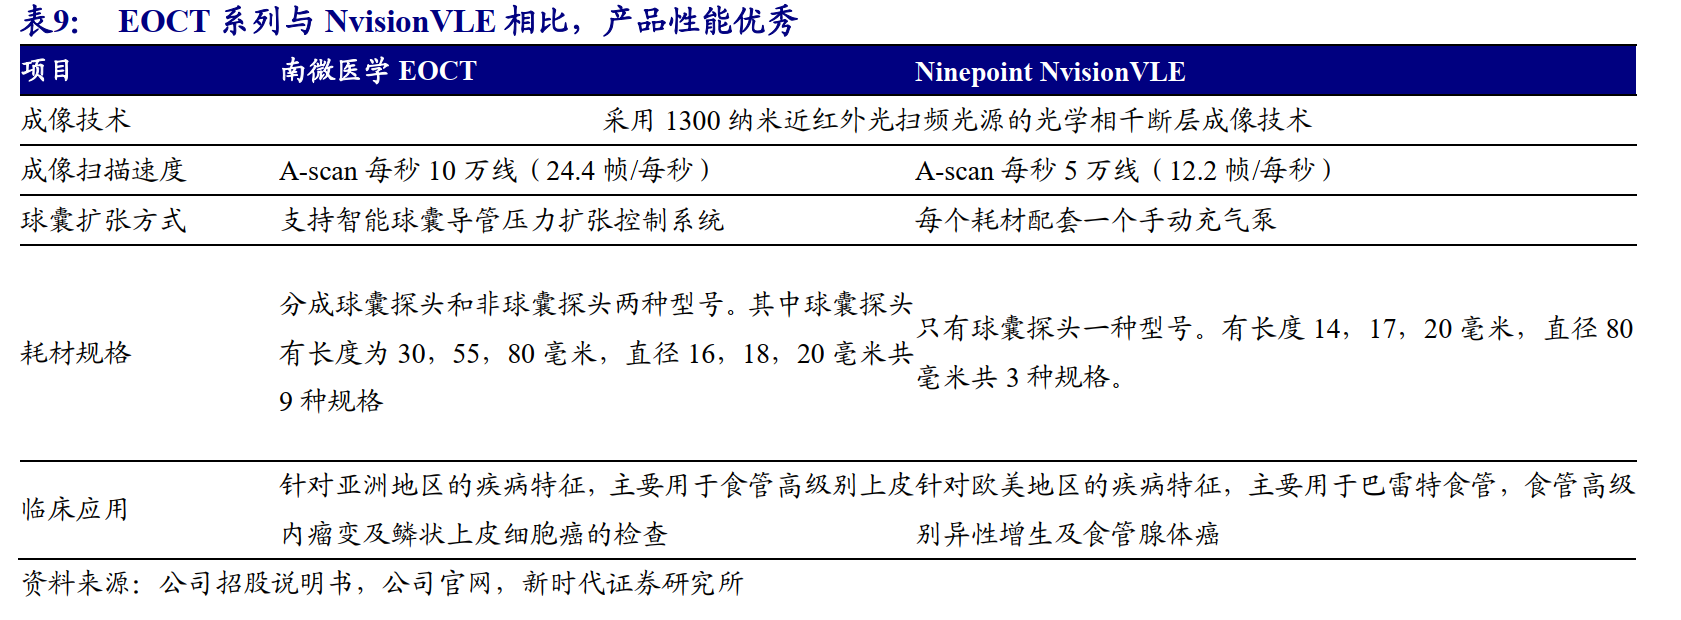 表9： EOCT 系列与 NvisionVLE 相比，产品性能优秀
项目 南微医学 EOCT Ninepoint NvisionVLE
成像技术 采用 1300 纳米近红外光扫频光源的光学相干断层成像技术
成像扫描速度 A-scan 每秒 10 万线（24.4 帧/每秒） A-scan 每秒 5 万线（12.2 帧/每秒）
球囊扩张方式 支持智能球囊导管压力扩张控制系统 每个耗材配套一个手动充气泵
耗材规格
分成球囊探头和非球囊探头两种型号。其中球囊探头
有长度为 30，55，80 毫米，直径 16，18，20 毫米共
9 种规格
只有球囊探头一种型号。有长度 14，17，20 毫米，直径 80
毫米共 3 种规格。
临床应用
针对亚洲地区的疾病特征，主要用于食管高级别上皮
内瘤变及鳞状上皮细胞癌的检查
针对欧美地区的疾病特征，主要用于巴雷特食管，食管高级
别异性增生及食管腺体癌
资料来源：公司招股说明书，公司官网，新时代证券研究所